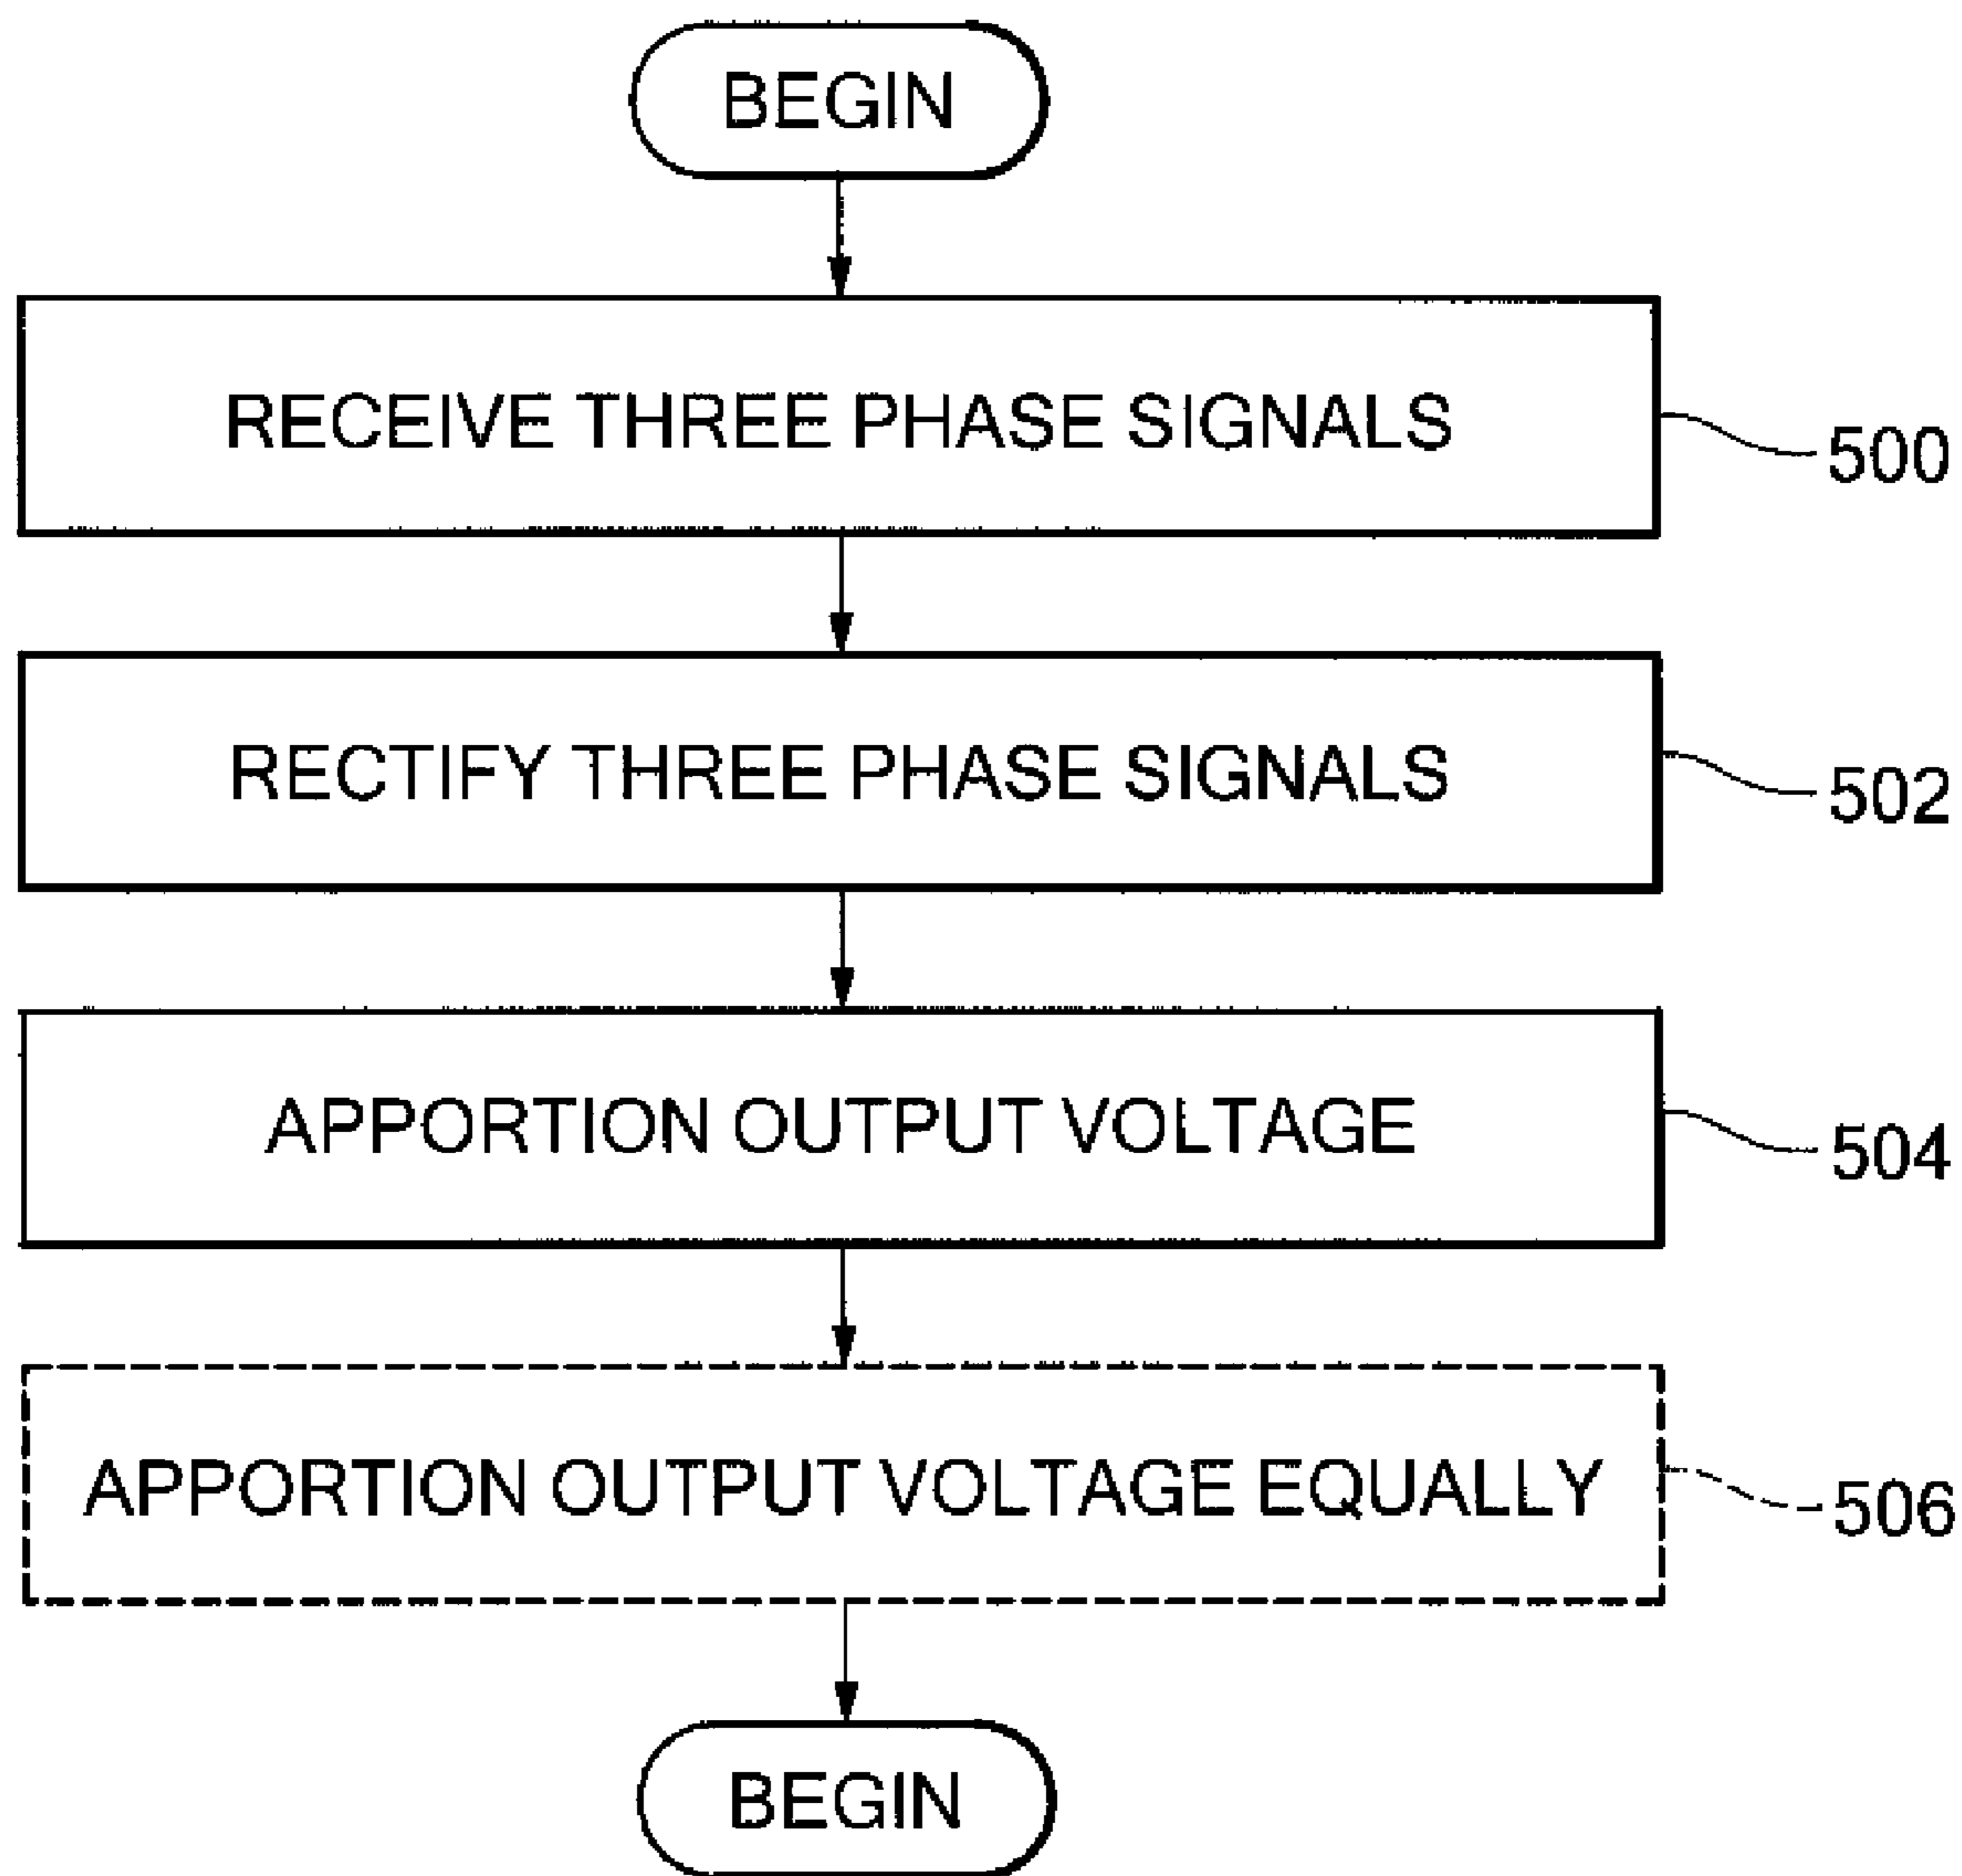 BEGIN
RECEIVE THREE PHASE SIGNALS
500
RECTIFY THREE PHASE SIGNALS
502
APPORTION OUTPUT VOLTAGE
504
APPORTION OUTPUT VOLTAGE EQUALLY
506
BEGIN